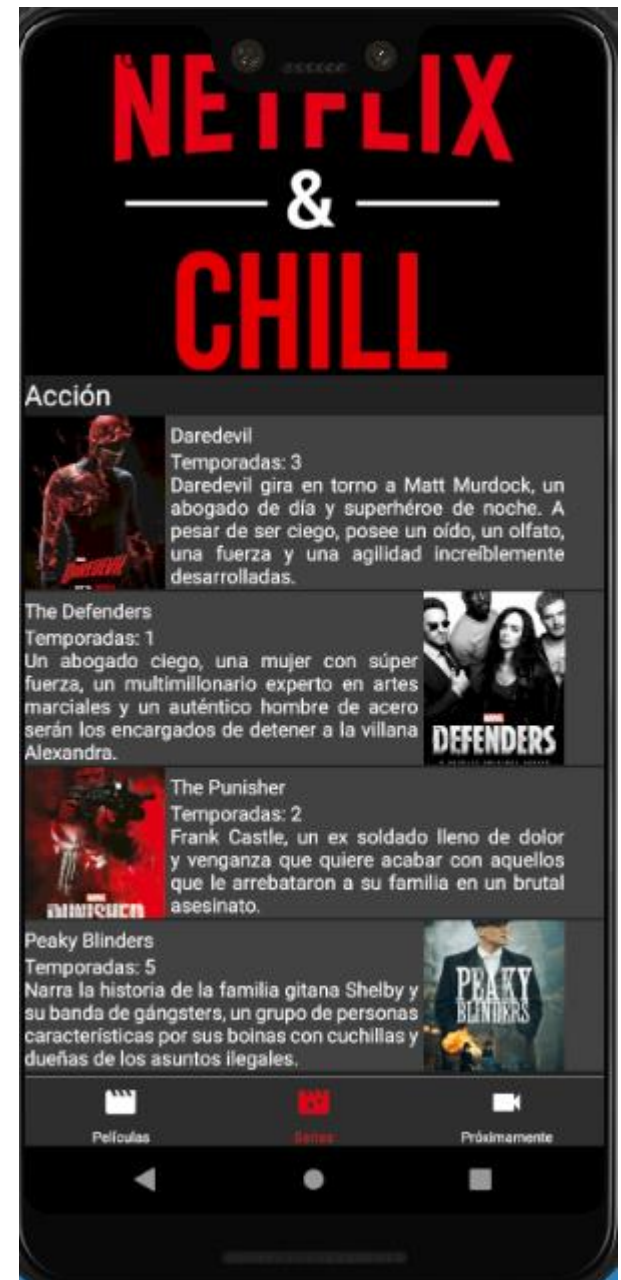 NETFLIX
&
CHILL
Acción
Daredevil
Temporadas: 3
Daredevil gira en torno a Matt Murdock, un
abogado de día y superhéroe de noche. A
pesar de ser ciego, posee un oído, un olfato,
una fuerza y una agilidad increíblemente
desarrolladas.
DAREDEVIL
The Defenders
Temporadas: 1
Un abogado ciego, una mujer con súper
fuerza, un multimillonario experto en artes
marciales y un auténtico hombre de acero
serán los encargados de detener a la villana
Alexandra.
MARVEL
DEFENDERS
The Punisher
Temporadas: 2
Frank Castle, un ex soldado lleno de dolor
y venganza que quiere acabar con aquellos
que le arrebataron a su familia en un brutal
asesinato.
MARVEL
PUNISHER
Peaky Blinders
Temporadas: 5
Narra la historia de la familia gitana Shelby y
su banda de gángsters, un grupo de personas
características por sus boinas con cuchillas y
dueñas de los asuntos ilegales.
PEAKY
BLINDERS
Películas
Series
Próximamente